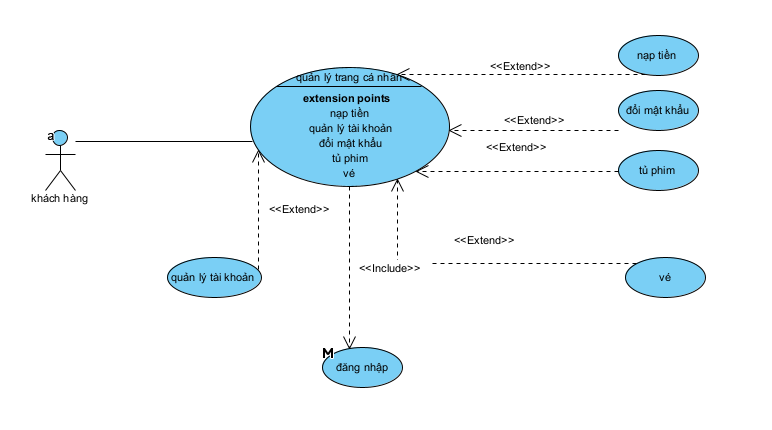 nạp tiền
<<Extend>>
quản lý trang cá nhân
extension points
nạp tiền
quản lý tài khoản
đổi mật khẩu
tủ phim
vé
<<Extend>>
đổi mật khẩu
<<Extend>>
tủ phim
a
khách hàng
<<Extend>>
<<Extend>>
<<Include>>
quản lý tài khoản
vé
M
đăng nhập